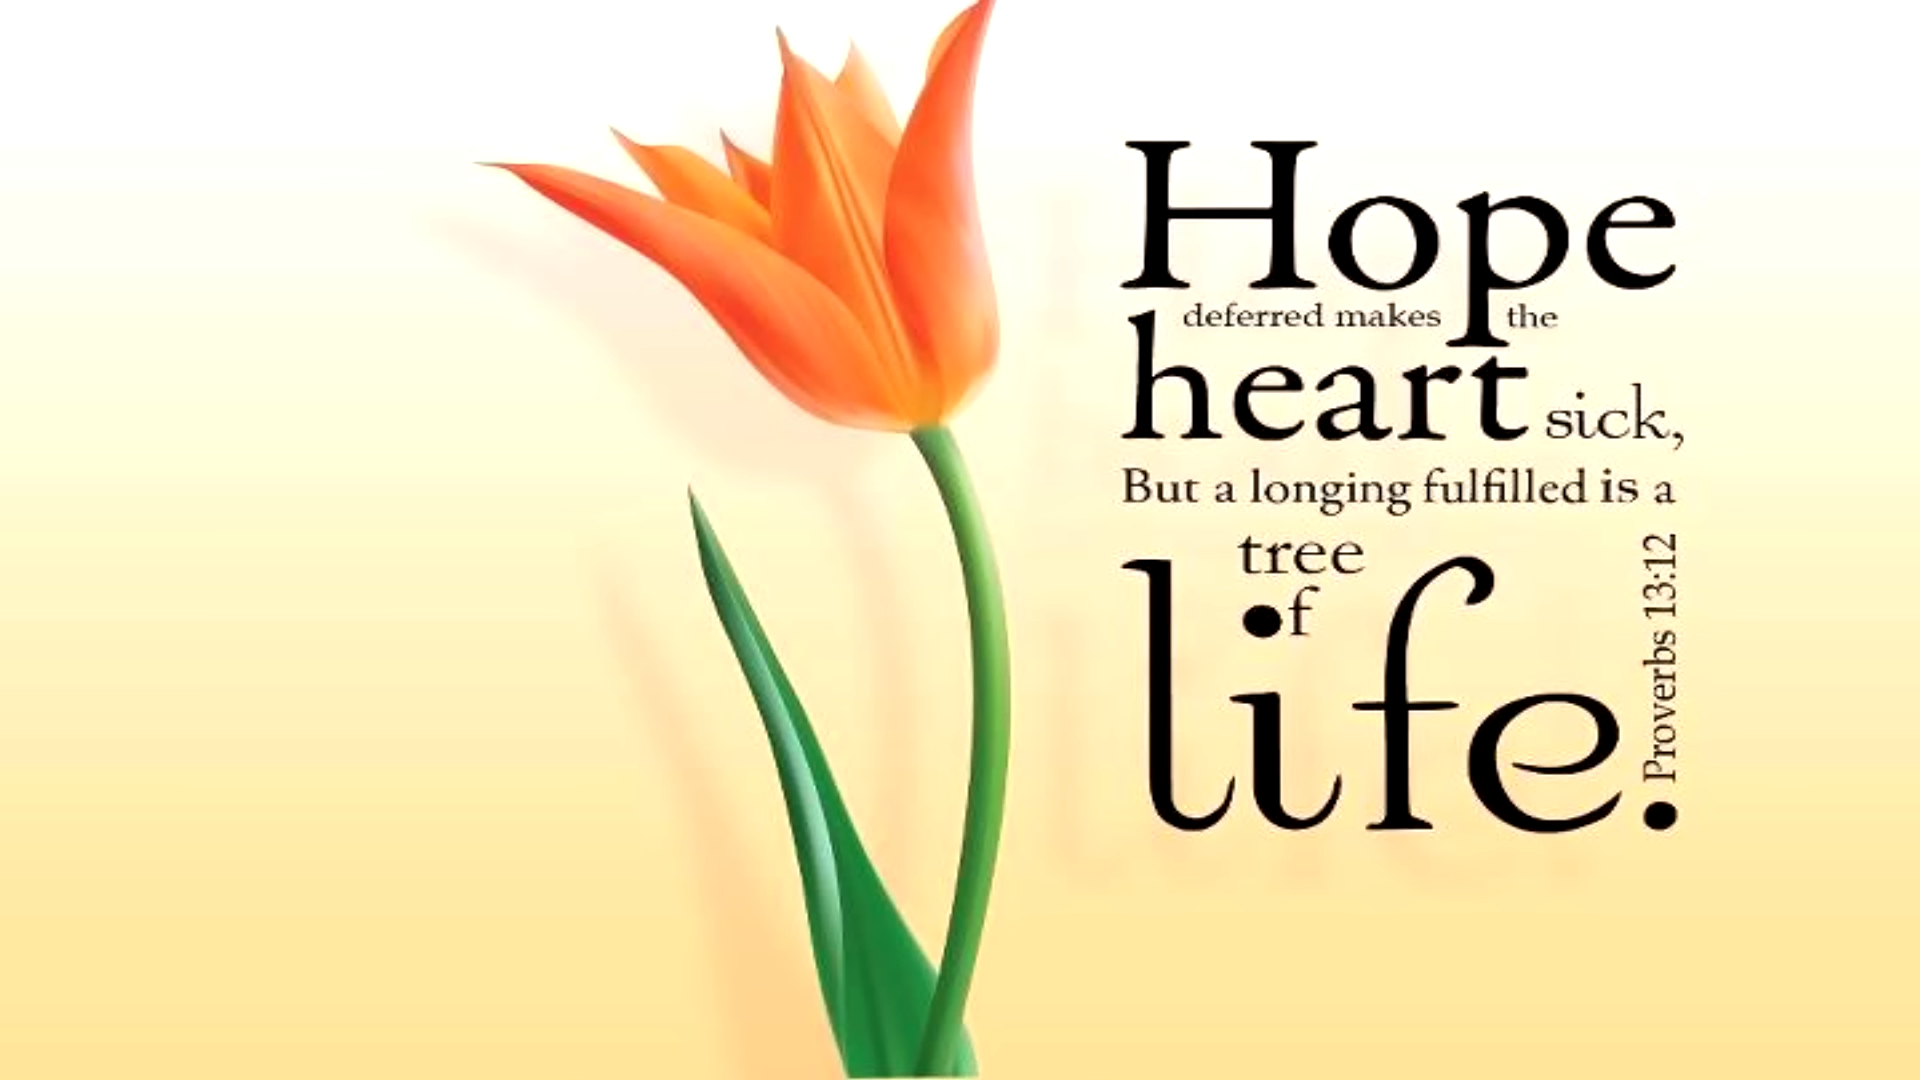 Hope
deferred makes the
heart sick,
But a longing fulfilled is a
tree
of
life.
Proverbs 13:12